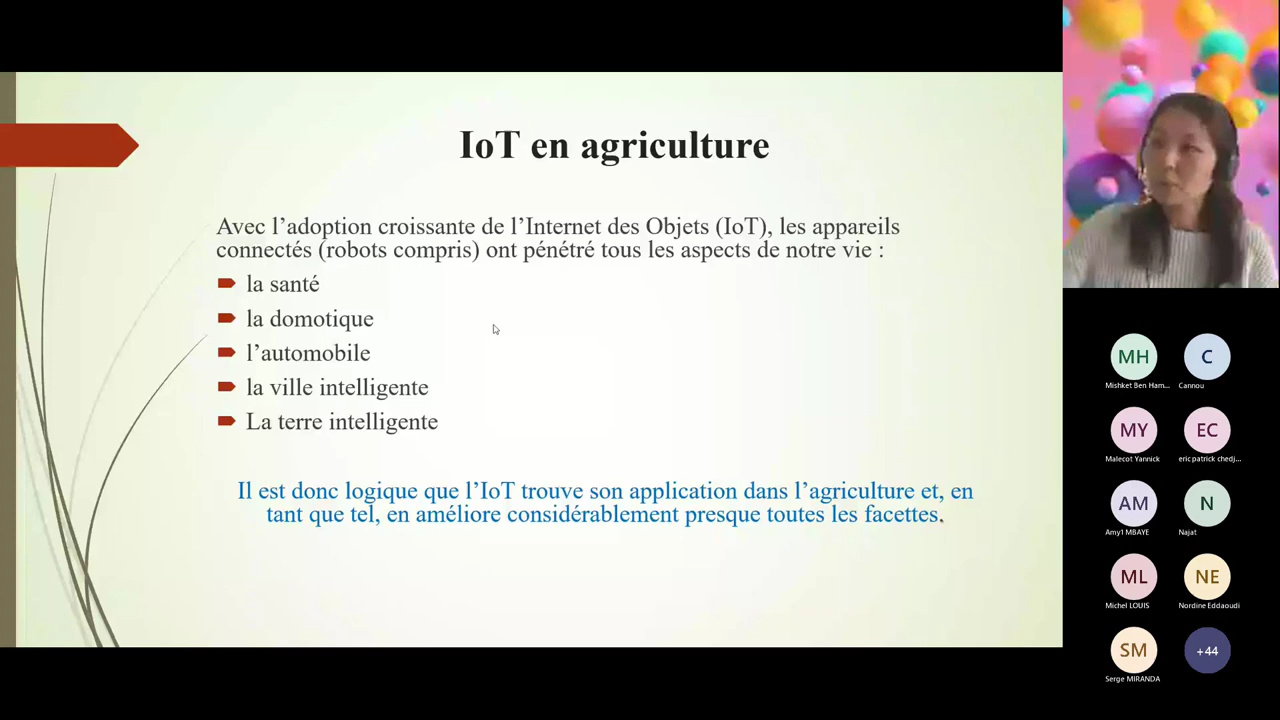 IoT en agriculture
Avec l’adoption croissante de l’Internet des Objets (IoT), les appareils
connectés (robots compris) ont pénétré tous les aspects de notre vie :
la santé
la domotique
l’automobile
la ville intelligente
La terre intelligente
Il est donc logique que l’IoT trouve son application dans l’agriculture et, en
tant que tel, en améliore considérablement presque toutes les facettes.
MH
C
Mishket Ben Ham...
Cannou
MY
EC
Malecot Yannick
eric patrick chedj...
AM
N
Amy1 MBAYE
Najat
ML
NE
Michel LOUIS
Nordine Eddaoudi
SM
+44
Serge MIRANDA